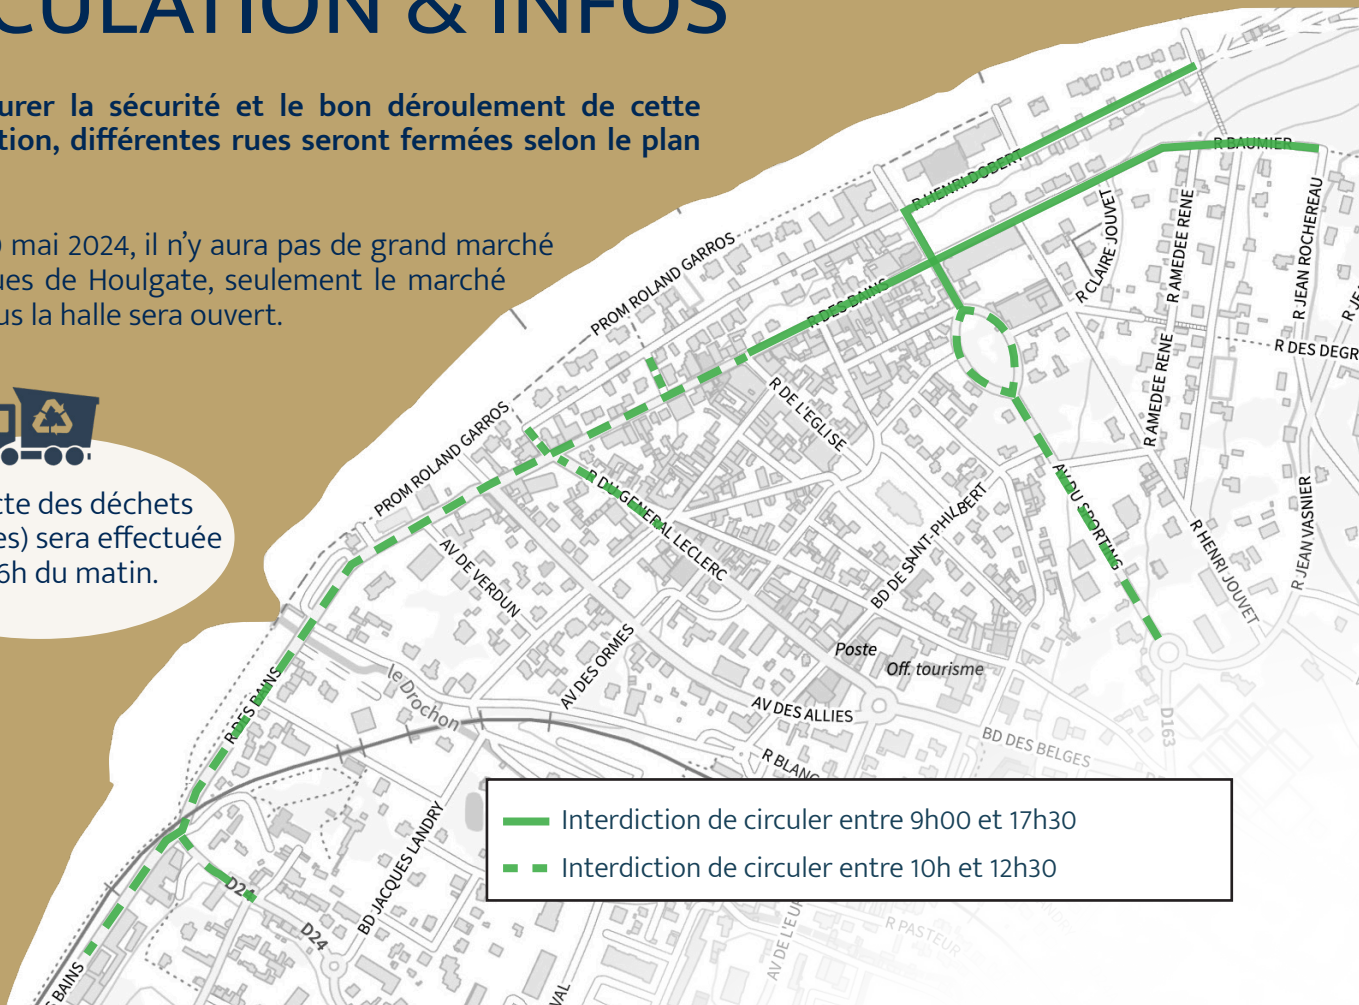 CULATION & INFOS
urer la sécurité et le bon déroulement de cette
tion, différentes rues seront fermées selon le plan
mai 2024, il n'y aura pas de grand marché
ues de Houlgate, seulement le marché
us la halle sera ouvert.
tte des déchets
es) sera effectuée
6h du matin.
R BAUMIER
R HENRI DOBERT
R CLAIRE JOUVET
R AMEDEE RENE
R JEAN ROCHEREAU
PROM ROLAND GARROS
R DES BAINS
R DES DEGR
R AMEDEE RENE
R DE L'EGLISE
PROM ROLAND GARROS
R DU GENERAL LECLERC
AV DU SPORTING
BD DE SAINT-PHILBERT
R HENRI JOUVET
R JEAN VASNIER
AV DE VERDUN
AV DES ORMES
Poste
Off. tourisme
le Drochon
R DES BAINS
AV DES ALLIES
D163
BD DES BELGES
R BLANC
Interdiction de circuler entre 9h00 et 17h30
Interdiction de circuler entre 10h et 12h30
BD JACQUES LANDRY
D24
D24
R PASTEUR
AV DE L'EUR
BAINS
VAL